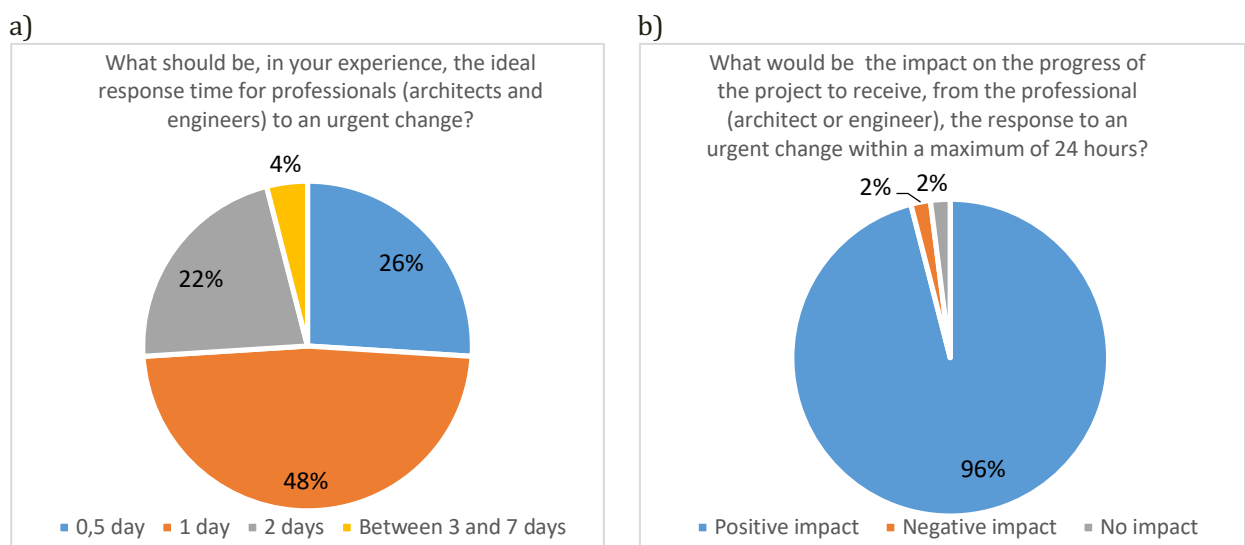 a)
What should be, in your experience, the ideal
response time for professionals (architects and
engineers) to an urgent change?
4%
26%
22%
48%
0,5 day 1 day 2 days Between 3 and 7 days
b)
What would be the impact on the progress of
the project to receive, from the professional
(architect or engineer), the response to an
urgent change within a maximum of 24 hours?
2% 2%
96%
Positive impact Negative impact No impact